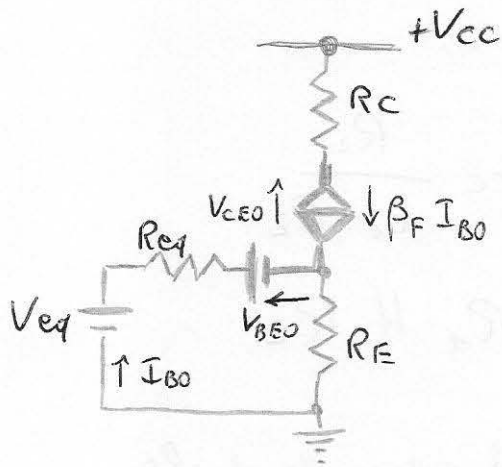 +Vcc
RC
VCEO ↑
↓ βF IBO
Req
Veq
VBEO
RE
↑ IBO